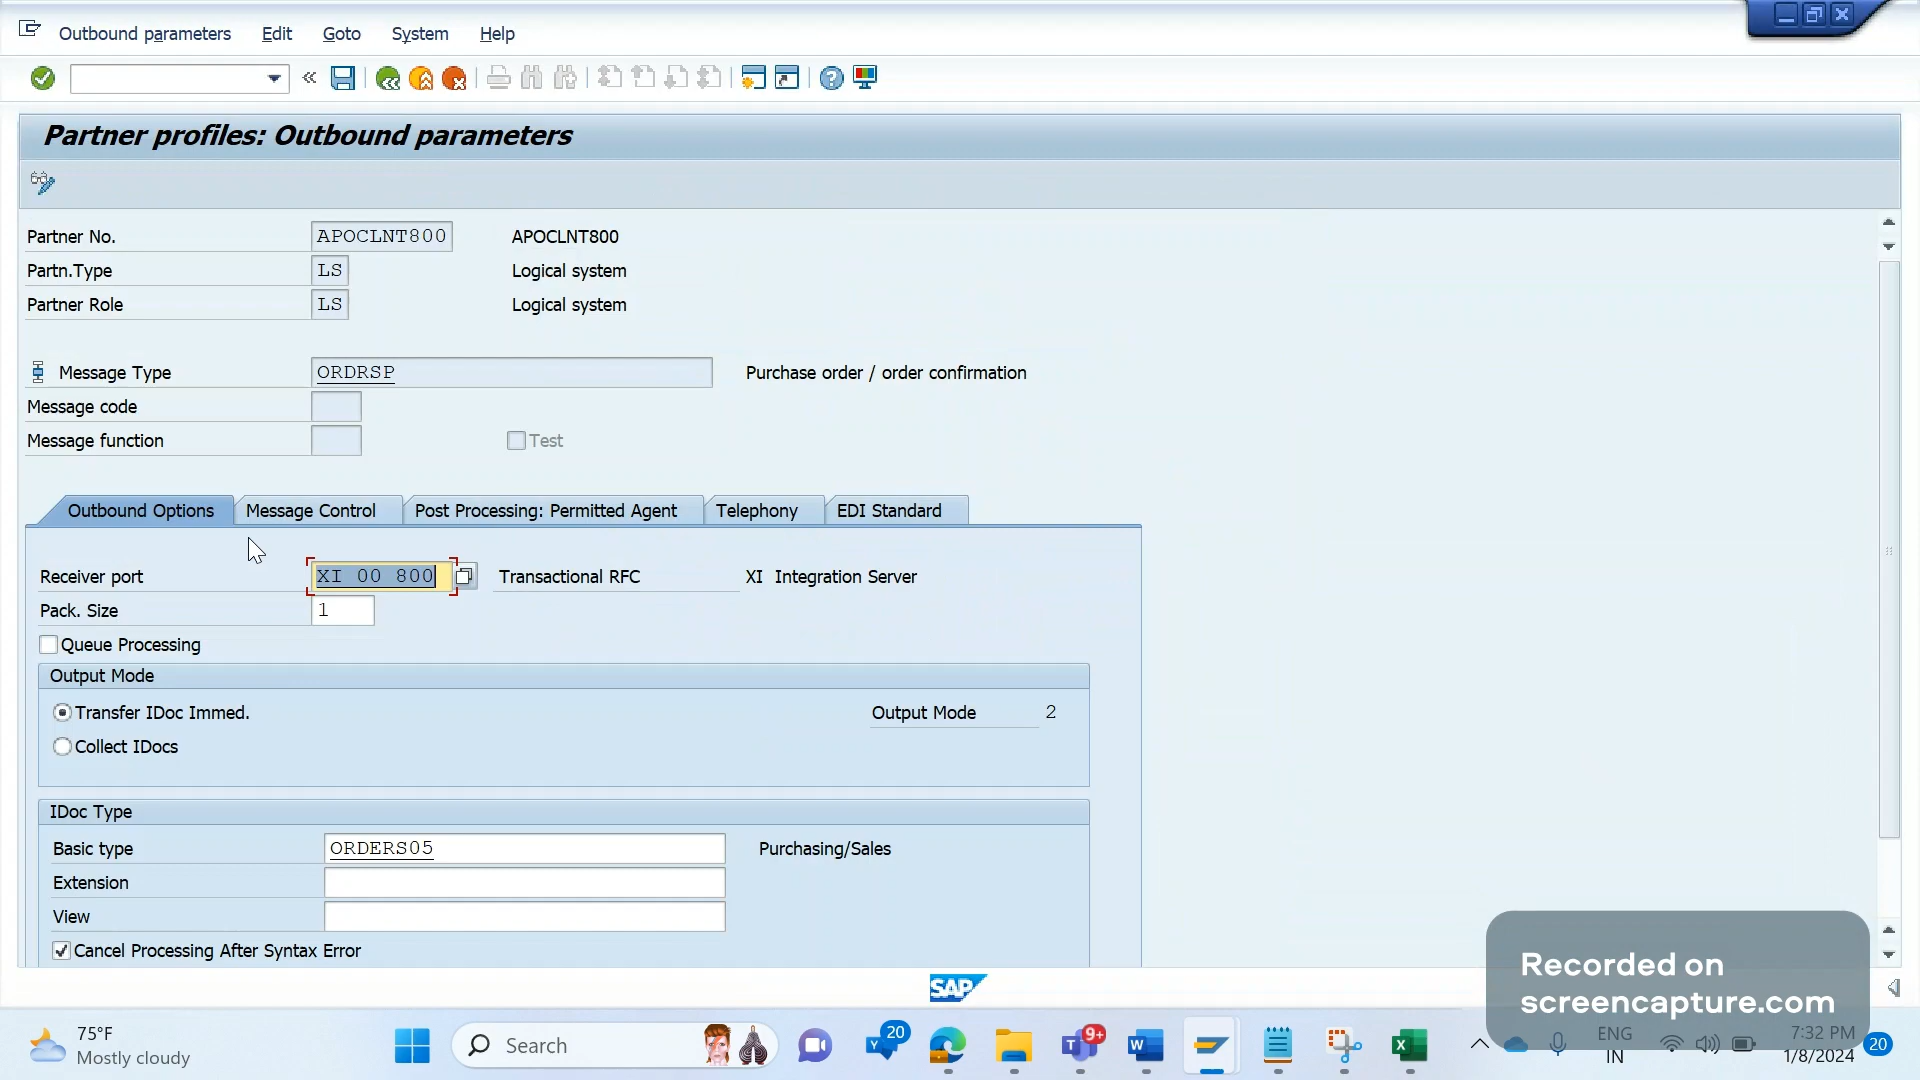 Outbound parameters Edit Goto System Help
Partner profiles: Outbound parameters
Partner No. APOCLNT800 APOCLNT800
Partn.Type LS Logical system
Partner Role LS Logical system
Message Type ORDRSP Purchase order / order confirmation
Message code
Message function Test
Outbound Options Message Control Post Processing: Permitted Agent Telephony EDI Standard
Receiver port XI 00 800 Transactional RFC XI Integration Server
Pack. Size 1
Queue Processing
Output Mode
Transfer IDoc Immed. Output Mode 2
Collect IDocs
IDoc Type
Basic type ORDERS05 Purchasing/Sales
Extension
View
Cancel Processing After Syntax Error
Recorded on
screencapture.com
SAP
75°F
Mostly cloudy
Search
20
9+
ENG
IN
7:32 PM
1/8/2024
20